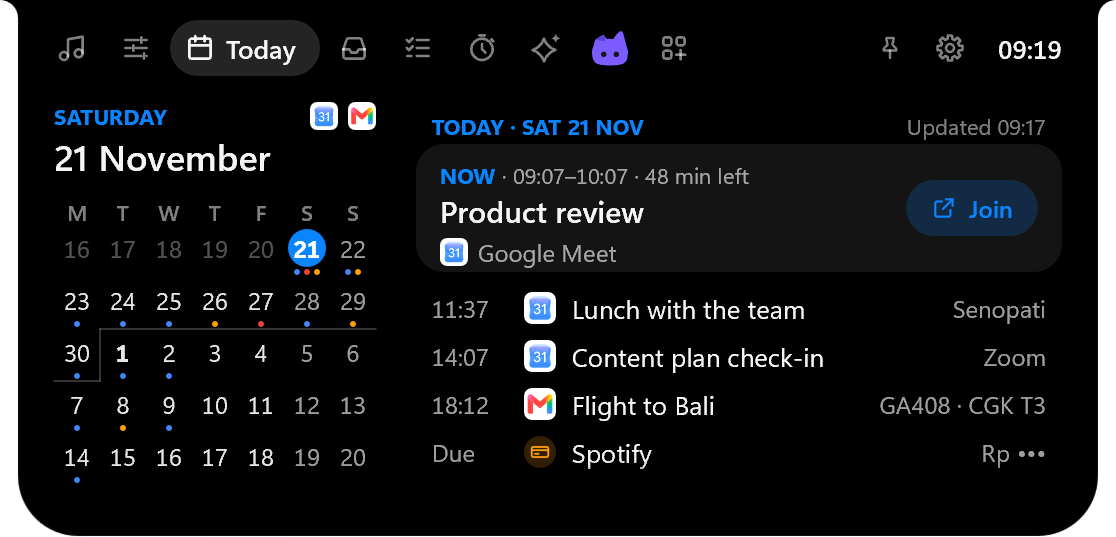 Today
09:19
SATURDAY
31
21 November
M T W T F S S
16 17 18 19 20 21 22
23 24 25 26 27 28 29
30 1 2 3 4 5 6
7 8 9 10 11 12 13
14 15 16 17 18 19 20
TODAY · SAT 21 NOV
Updated 09:17
NOW · 09:07–10:07 · 48 min left
Product review
Join
31 Google Meet
11:37 31 Lunch with the team Senopati
14:07 31 Content plan check-in Zoom
18:12 Flight to Bali GA408 · CGK T3
Due Spotify Rp •••